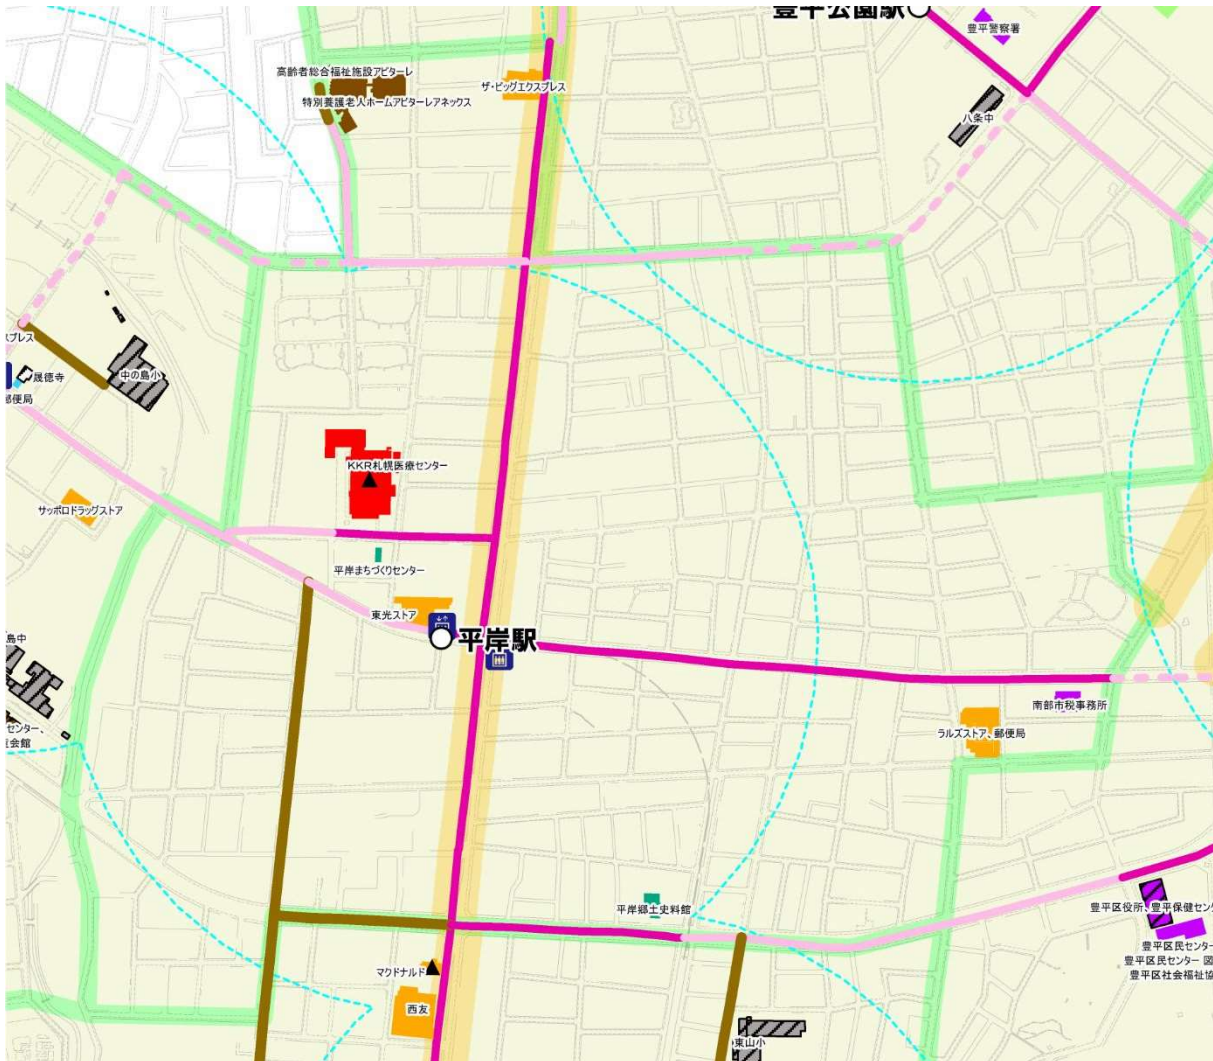 豊平公園駅
豊平警察署
高齢者総合福祉施設アビターレ
ザ・ビッグエクスプレス
特別養護老人ホームアビターレアネックス
八条中
スプレス
晟徳寺
中の島小
郵便局
KKR札幌医療センター
サッポロドラッグストア
平岸まちづくりセンター
東光ストア
平岸駅
島中
南部市税事務所
センター、
ラルズストア、郵便局
会館
平岸郷土史料館
豊平区役所、豊平保健セン
豊平区民センター
豊平区民センター 図
豊平区社会福祉協
マクドナルド
西友
東山小